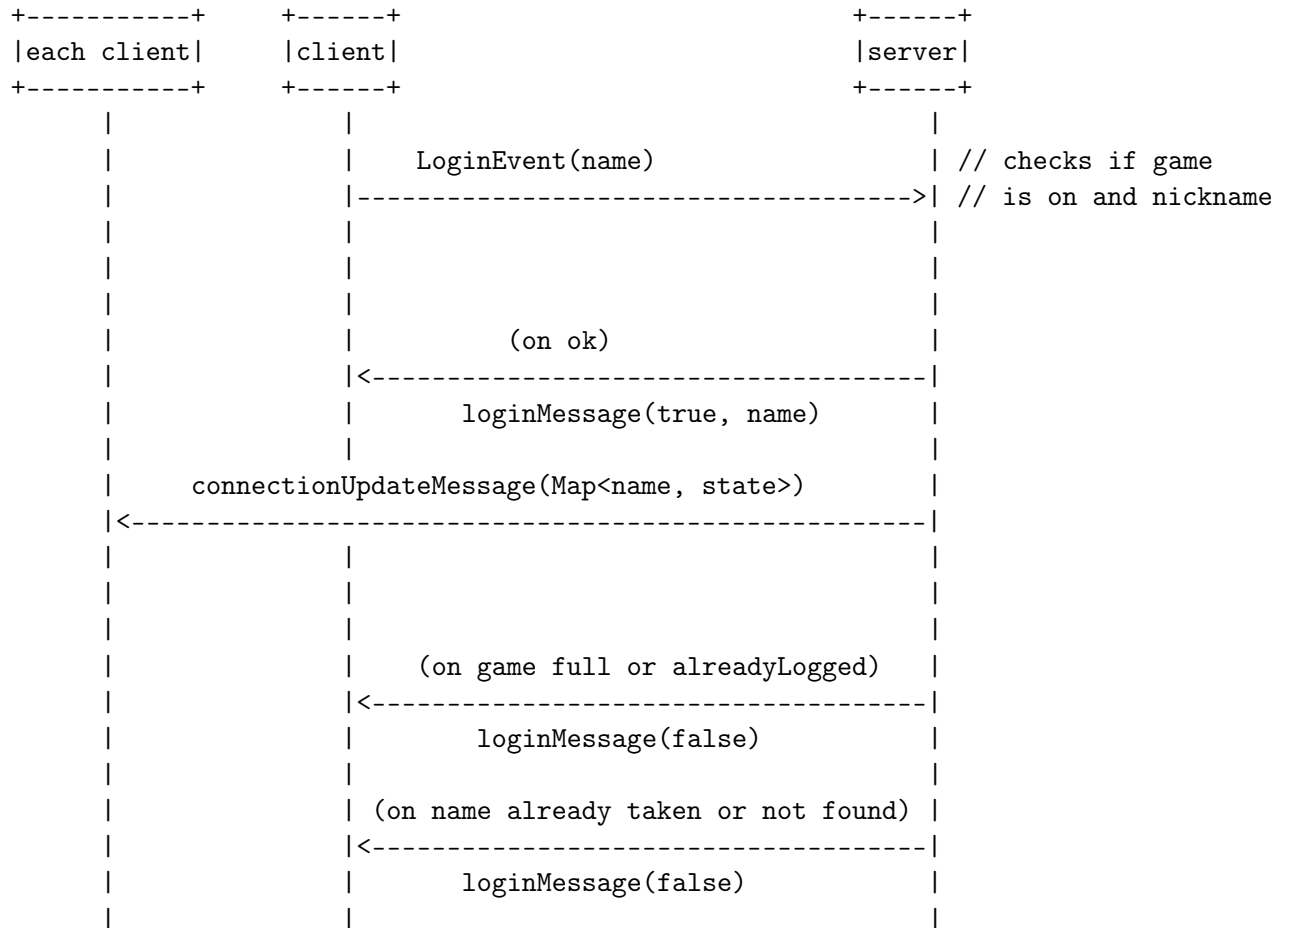 +-----------+     +------+                              +------+
|each client|     |client|                              |server|
+-----------+     +------+                              +------+
      |               |                                      |
      |               |    LoginEvent(name)                  | // checks if game
      |               |------------------------------------->| // is on and nickname
      |               |                                      |
      |               |                                      |
      |               |                                      |
      |               |          (on ok)                     |
      |               |<-------------------------------------|
      |               |       loginMessage(true, name)       |
      |               |                                      |
      |     connectionUpdateMessage(Map<name, state>)        |
      |<-----------------------------------------------------|
      |               |                                      |
      |               |                                      |
      |               |                                      |
      |               |    (on game full or alreadyLogged)   |
      |               |<-------------------------------------|
      |               |        loginMessage(false)           |
      |               |                                      |
      |               | (on name already taken or not found) |
      |               |<-------------------------------------|
      |               |       loginMessage(false)            |
      |               |                                      |